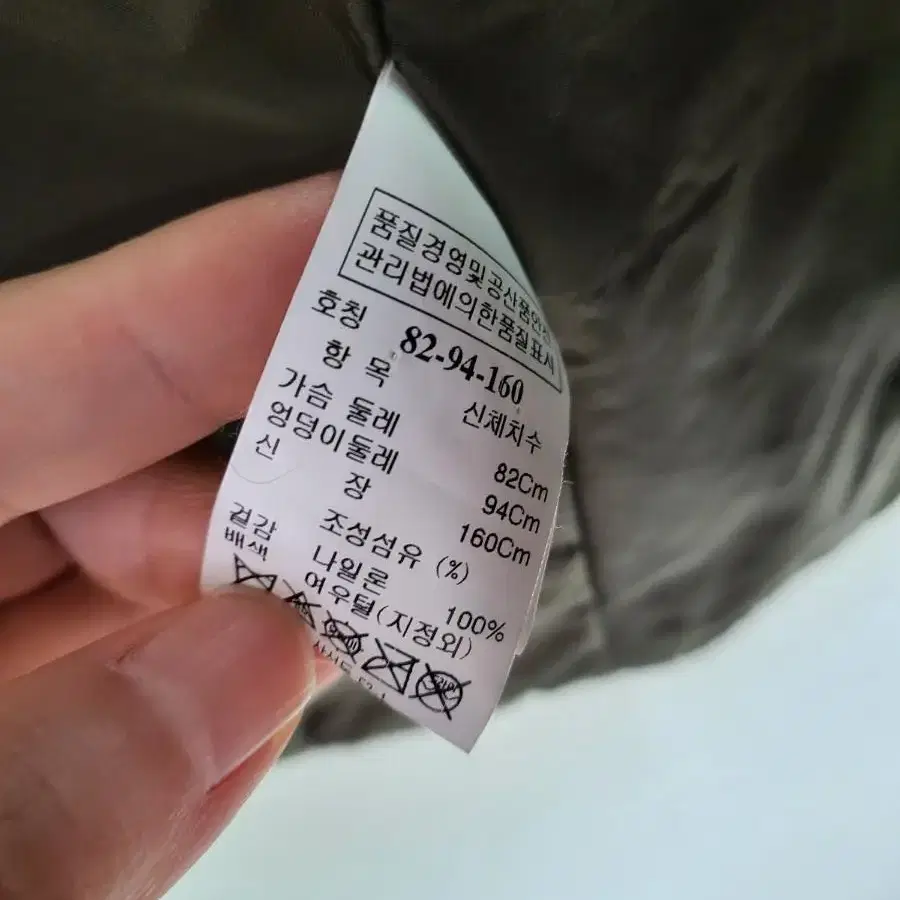 품질경영및공산품안전
관리법에의한품질표시
호칭 82-94-160
항 목 신체치수
가슴 둘레 82Cm
엉덩이둘레 94Cm
신 장 160Cm
조성섬유 (%)
겉감 나일론 100%
배색 여우털(지정외)